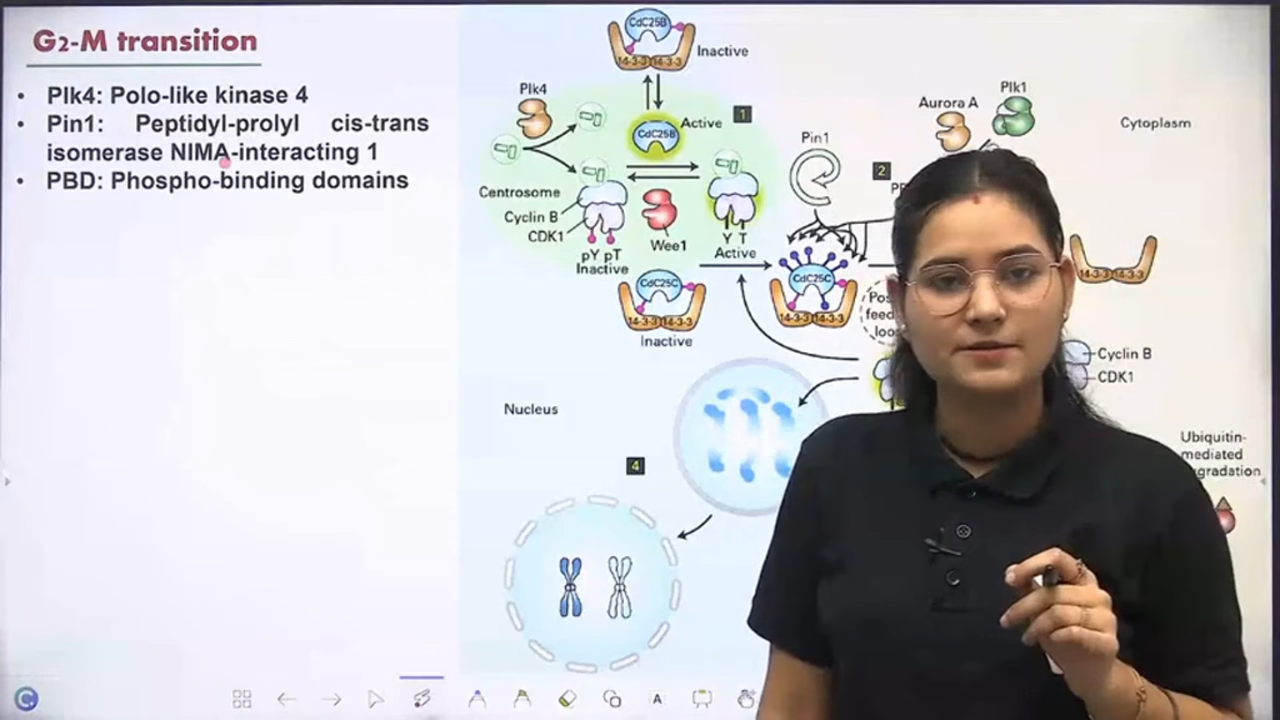 G2-M transition
• Plk4: Polo-like kinase 4
• Pin1: Peptidyl-prolyl cis-trans
isomerase NIMA-interacting 1
• PBD: Phospho-binding domains
CdC25B
14-3-3 14-3-3
Inactive
Plk4
Active
1
CdC25B
Centrosome
Cyclin B
CDK1
pY pT
Inactive
Wee1
Y T
Active
Pin1
2
Aurora A
Plk1
Cytoplasm
CdC25C
14-3-3 14-3-3
Inactive
CdC25C
14-3-3 14-3-3
14-3-3 14-3-3
Cyclin B
CDK1
Nucleus
4
Ubiquitin-
mediated
A